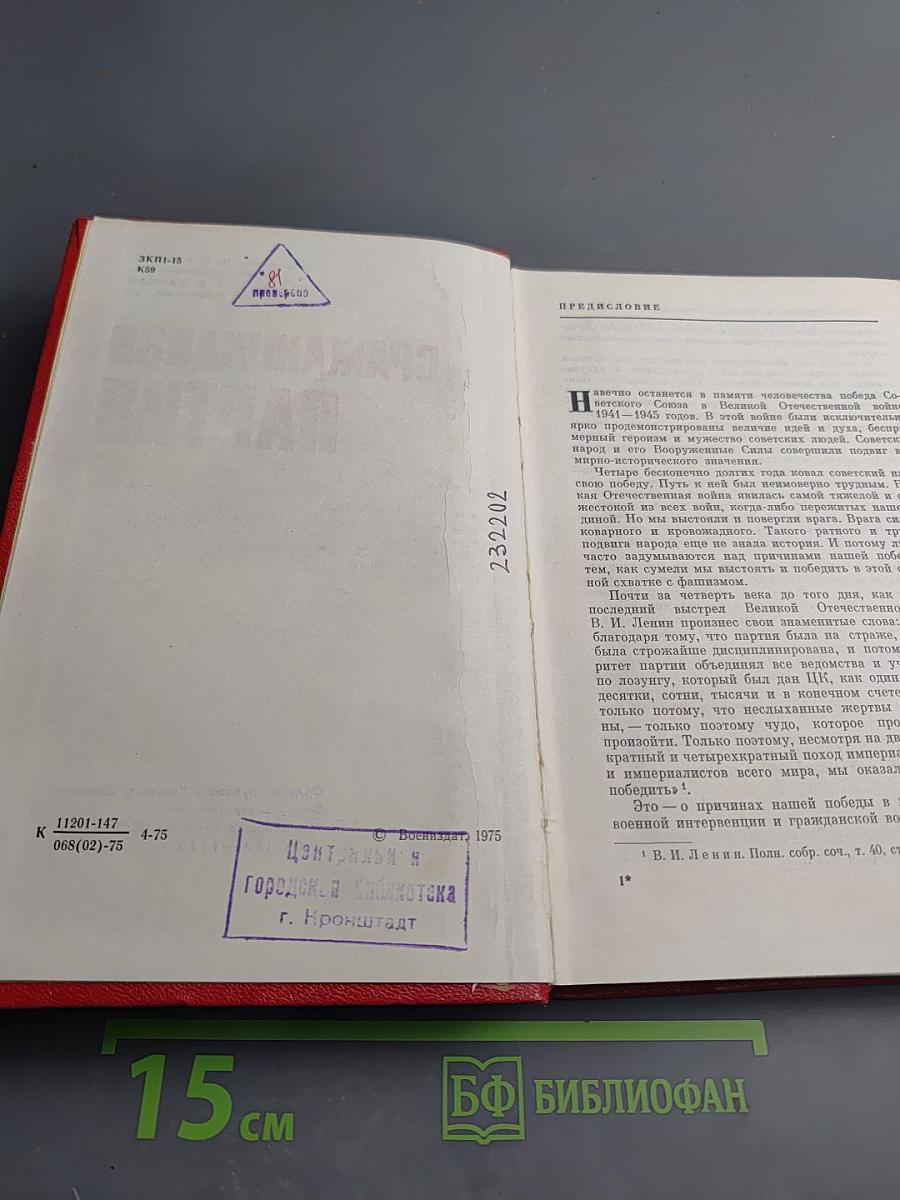 ЗКП1-15
К59
81
проверено
232202
К 11201-147 4-75
068(02)-75
© Воениздат, 1975
Центральная
городская библиотека
г. Кронштадт
ПРЕДИСЛОВИЕ
Навечно останется в памяти человечества победа Со-
ветского Союза в Великой Отечественной войне
1941—1945 годов. В этой войне были исключительн
ярко продемонстрированы величие идей и духа, беспр
мерный героизм и мужество советских людей. Советск
народ и его Вооруженные Силы совершили подвиг в
мирно-исторического значения.
Четыре бесконечно долгих года ковал советский на
свою победу. Путь к ней был неимоверно трудным. В
кая Отечественная война явилась самой тяжелой и
жестокой из всех войн, когда-либо пережитых наше
диной. Но мы выстояли и повергли врага. Врага си
коварного и кровожадного. Такого ратного и тр
подвига народа еще не знала история. И потому л
часто задумываются над причинами нашей побе
тем, как сумели мы выстоять и победить в этой
ной схватке с фашизмом.
Почти за четверть века до того дня, как
последний выстрел Великой Отечественно
В. И. Ленин произнес свои знаменитые слова:
благодаря тому, что партия была на страже,
была строжайше дисциплинирована, и потом
ритет партии объединял все ведомства и уч
по лозунгу, который был дан ЦК, как один
десятки, сотни, тысячи и в конечном счете
только потому, что неслыханные жертвы
ны, — только поэтому чудо, которое про
произойти. Только поэтому, несмотря на дв
кратный и четырехкратный поход империа
и империалистов всего мира, мы оказал
победить» ¹.
Это — о причинах нашей победы в
военной интервенции и гражданской во
¹ В. И. Ленин. Полн. собр. соч., т. 40, ст
1*
15 см
БФ БИБЛИОФАН